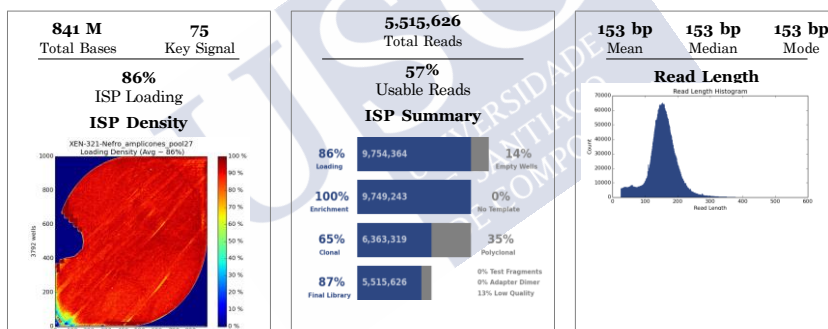 841 M
Total Bases
75
Key Signal
86%
ISP Loading
ISP Density
XEN-321-Nefro_amplicones_pool27
Loading Density (Avg ~ 86%)
1000
800
600
400
200
0
3792 wells
100 %
90 %
80 %
70 %
60 %
50 %
40 %
30 %
20 %
10 %
0 %
5,515,626
Total Reads
57%
Usable Reads
ISP Summary
86%
Loading
9,754,364
14%
Empty Wells
100%
Enrichment
9,749,243
0%
No Template
65%
Clonal
6,363,319
35%
Polyclonal
87%
Final Library
5,515,626
0% Test Fragments
0% Adapter Dimer
13% Low Quality
153 bp
Mean
153 bp
Median
153 bp
Mode
Read Length
Read Length Histogram
70000
60000
50000
40000
30000
20000
10000
0
Count
0
100
200
300
400
500
600
Read Length
USC
UNIVERSIDADE
DE SANTIAGO
DE COMPO